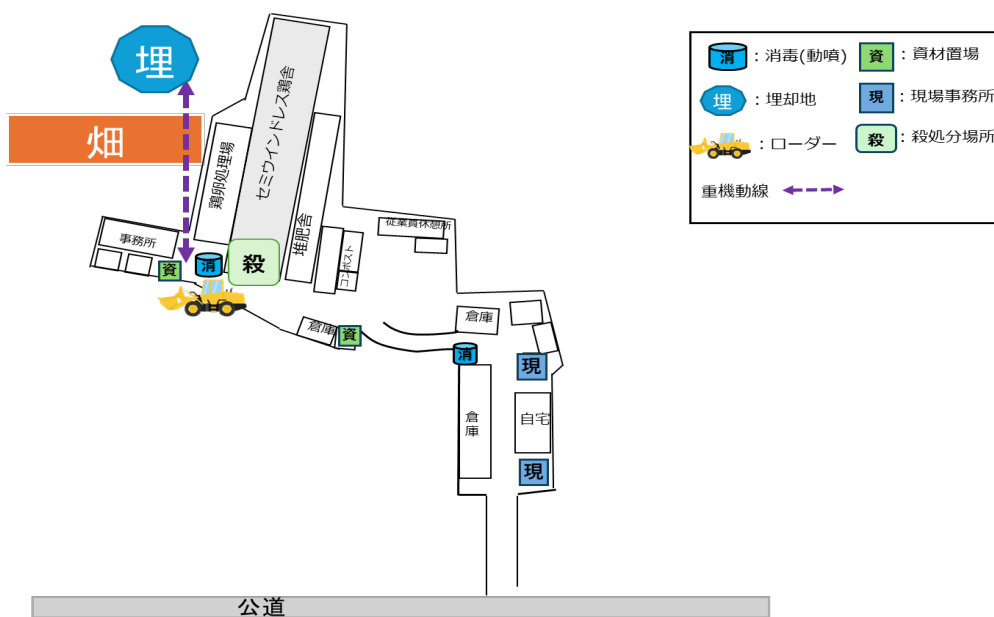 埋
畑
鶏卵処理場
セミウインドレス鶏舎
堆肥舎
コンポスト
従業員休憩所
事務所
資
消
殺
倉庫
資
倉庫
消
現
倉庫
自宅
現
公道
消 : 消毒(動噴)
資 : 資材置場
埋 : 埋却地
現 : 現場事務所
: ローダー
殺 : 殺処分場所
重機動線